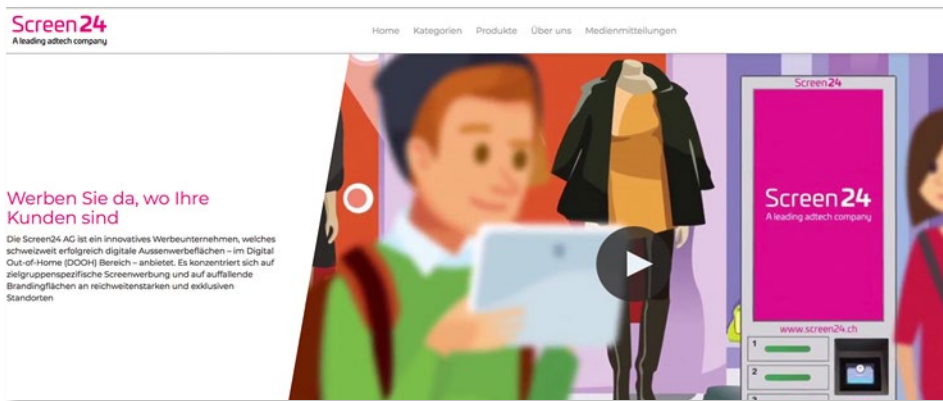 Screen24
A leading adtech company
Home Kategorien Produkte Über uns Medienmitteilungen
Werben Sie da, wo Ihre
Kunden sind
Die Screen24 AG ist ein innovatives Werbeunternehmen, welches
schweizweit erfolgreich digitale Aussenwerbeflächen – im Digital
Out-of-Home (DOOH) Bereich – anbietet. Es konzentriert sich auf
zielgruppenspezifische Screenwerbung und auf auffallende
Brandingflächen an reichweitenstarken und exklusiven
Standorten
Screen24
Screen24
A leading adtech company
www.screen24.ch
1
2